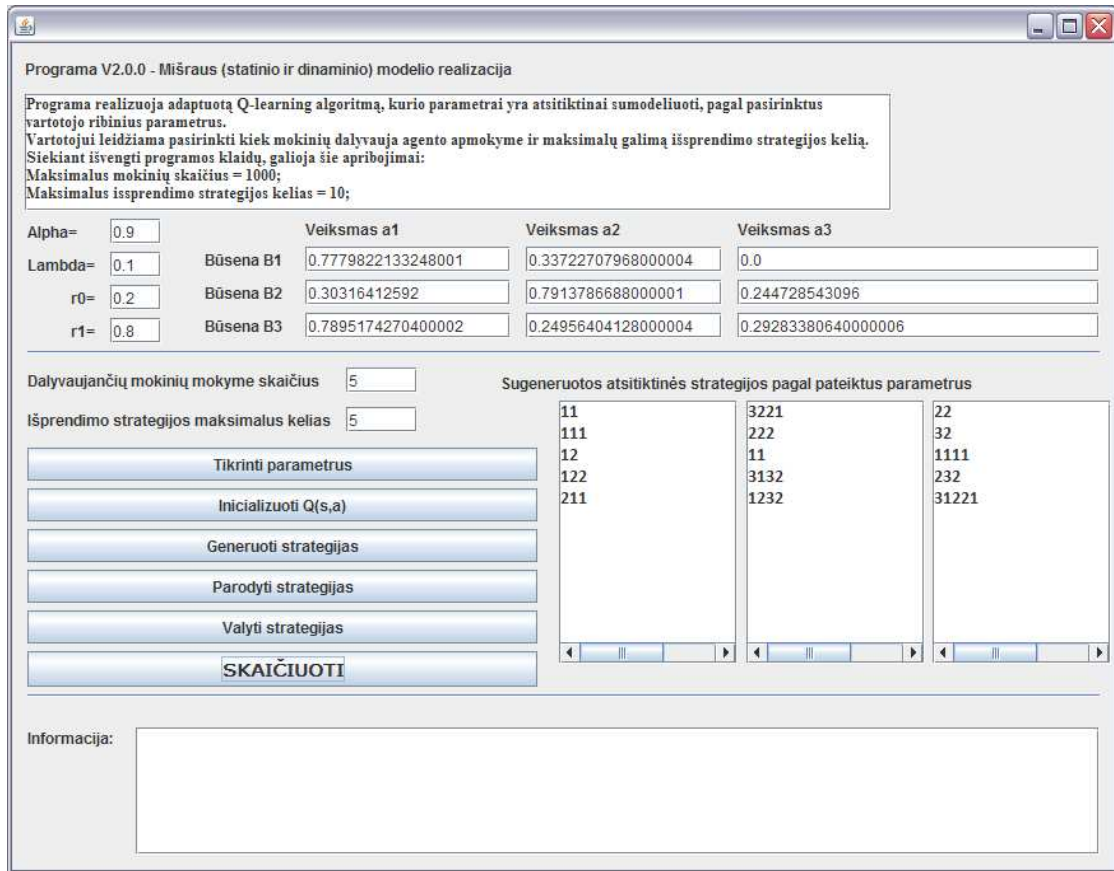 Programa V2.0.0 - Mišraus (statinio ir dinaminio) modelio realizacija
Programa realizuoja adaptuotą Q-learning algoritmą, kurio parametrai yra atsitiktinai sumodeliuoti, pagal pasirinktus
vartotojo ribinius parametrus.
Vartotojui leidžiama pasirinkti kiek mokinių dalyvauja agento apmokyme ir maksimalų galimą išsprendimo strategijos kelią.
Siekiant išvengti programos klaidų, galioja šie apribojimai:
Maksimalus mokinių skaičius = 1000;
Maksimalus issprendimo strategijos kelias = 10;
Alpha= 0.9 Veiksmas a1 Veiksmas a2 Veiksmas a3
Lambda= 0.1 Būsena B1 0.7779822133248001 0.33722707968000004 0.0
r0= 0.2 Būsena B2 0.30316412592 0.7913786688000001 0.244728543096
r1= 0.8 Būsena B3 0.7895174270400002 0.24956404128000004 0.29283380640000006
Dalyvaujančių mokinių mokyme skaičius 5 Sugeneruotos atsitiktinės strategijos pagal pateiktus parametrus
Išprendimo strategijos maksimalus kelias 5
11 3221 22
111 222 32
12 11 1111
122 3132 232
211 1232 31221
Tikrinti parametrus
Inicializuoti Q(s,a)
Generuoti strategijas
Parodyti strategijas
Valyti strategijas
SKAIČIUOTI
Informacija: